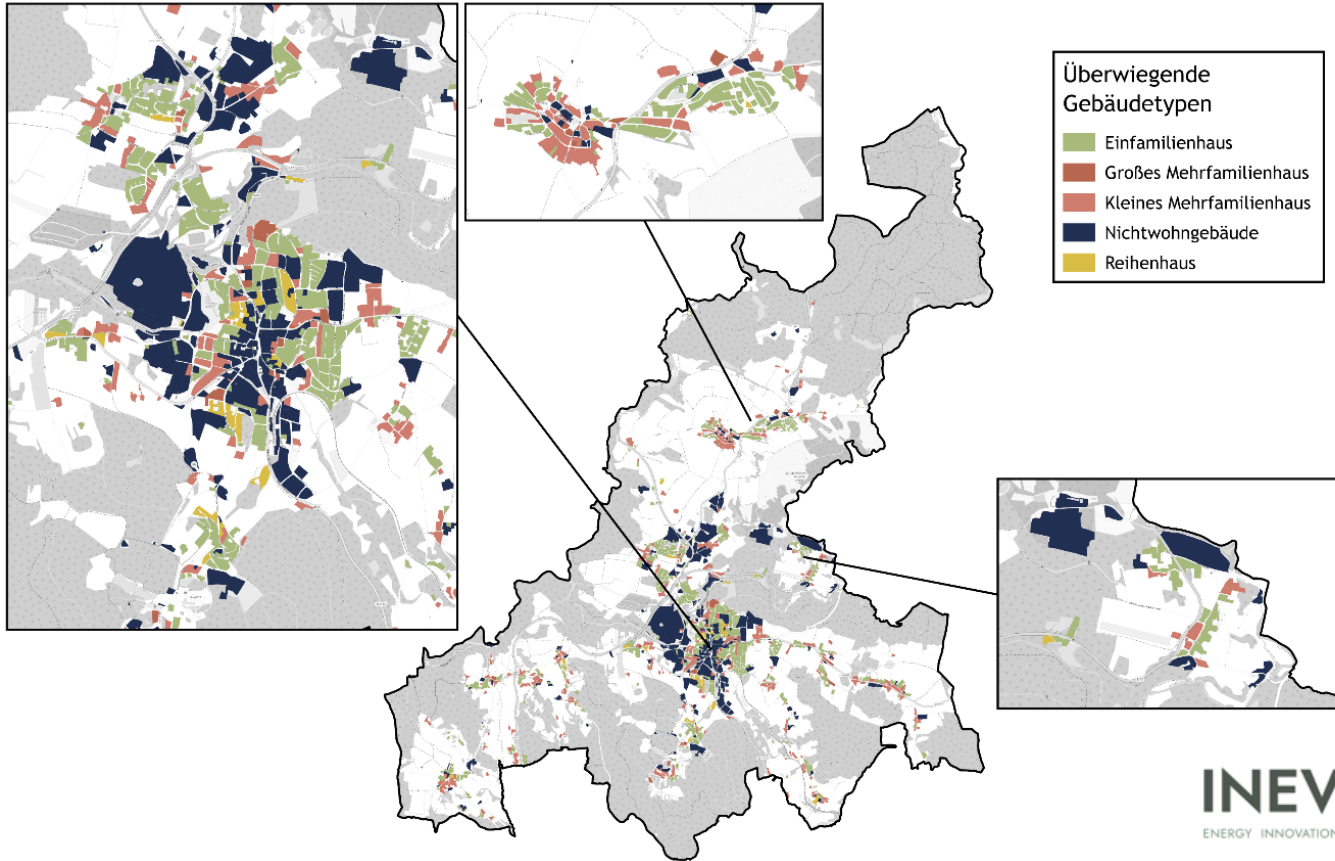 Überwiegende
Gebäudetypen
Einfamilienhaus
Großes Mehrfamilienhaus
Kleines Mehrfamilienhaus
Nichtwohngebäude
Reihenhaus
INEV
ENERGY INNOVATION